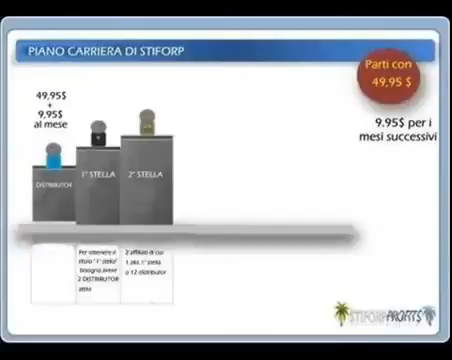 PIANO CARRIERA DI STIFORP
Parti con
49,95 $
49,95$
+
9,95$
al mese
9.95$ per i
mesi successivi
DISTRIBUTOR
1° STELLA
2° STELLA
Per ottenere il
titolo "1° stella"
bisogna avere
2 DISTRIBUTOR
attivi
2 affiliati di cui
1 alla 1° stella
o 12 distributor
STIFORPPROFITS